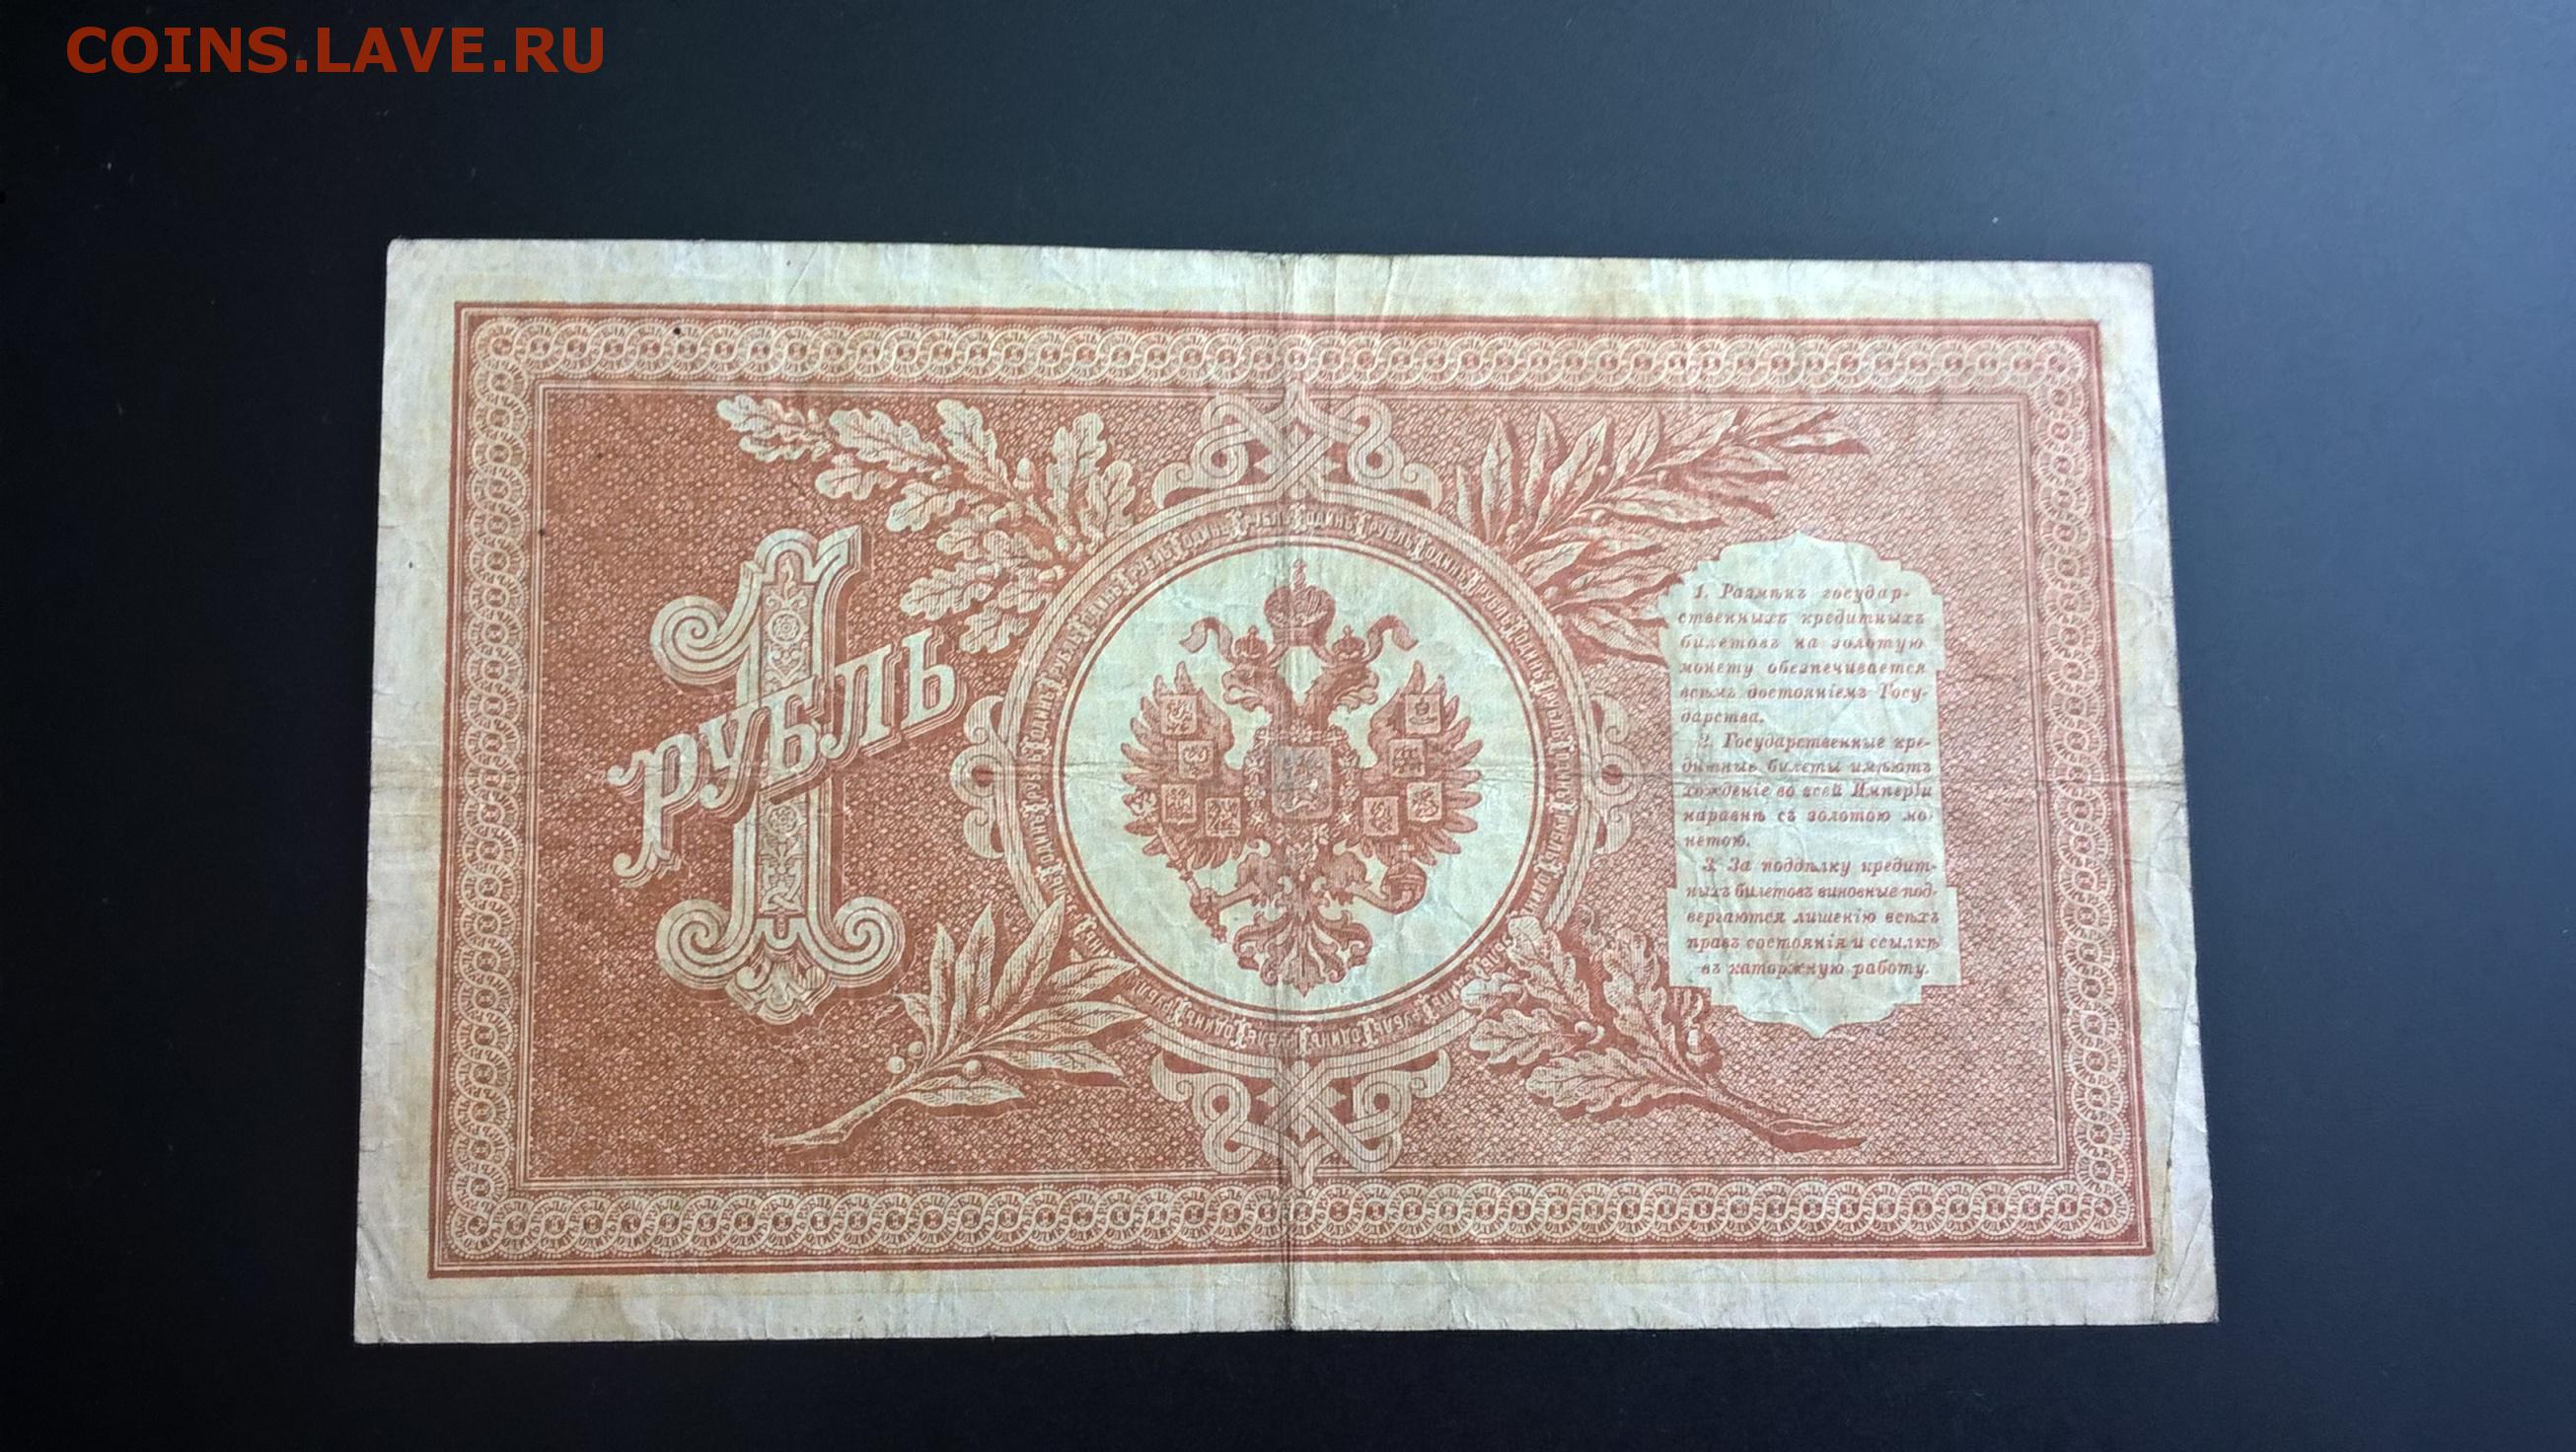 COINS.LAVE.RU
1
РУБЛЬ
1. Размѣнъ государ-
ственныхъ кредитныхъ
билетовъ на золотую
монету обезпечивается
всѣмъ достояніемъ Госу-
дарства.
2. Государственные кре-
дитные билеты имѣютъ
хожденіе во всей Имперіи
наравнѣ съ золотою мо-
нетою.
3. За поддѣлку кредит-
ныхъ билетовъ виновные под-
вергаются лишенію всѣхъ
правъ состоянія и ссылкѣ
въ каторжную работу.